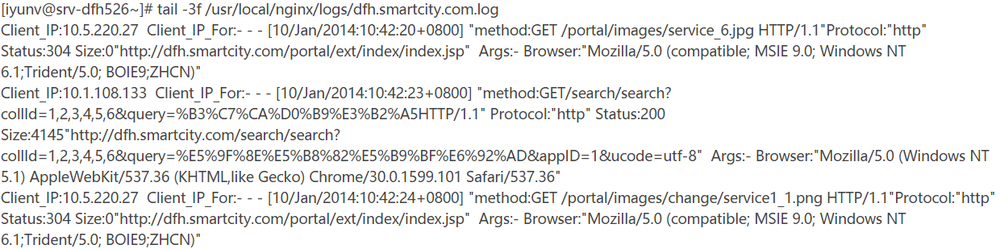 [iyunv@srv-dfh526~]# tail -3f /usr/local/nginx/logs/dfh.smartcity.com.log
Client_IP:10.5.220.27  Client_IP_For:- - - [10/Jan/2014:10:42:20+0800] "method:GET /portal/images/service_6.jpg HTTP/1.1"Protocol:"http"
Status:304 Size:0"http://dfh.smartcity.com/portal/ext/index/index.jsp"  Args:- Browser:"Mozilla/5.0 (compatible; MSIE 9.0; Windows NT
6.1;Trident/5.0; BOIE9;ZHCN)"
Client_IP:10.1.108.133  Client_IP_For:- - - [10/Jan/2014:10:42:23+0800] "method:GET/search/search?
collId=1,2,3,4,5,6&query=%B3%C7%CA%D0%B9%E3%B2%A5HTTP/1.1" Protocol:"http" Status:200
Size:4145"http://dfh.smartcity.com/search/search?
collId=1,2,3,4,5,6&query=%E5%9F%8E%E5%B8%82%E5%B9%BF%E6%92%AD&appID=1&ucode=utf-8"  Args:- Browser:"Mozilla/5.0 (Windows NT
5.1) AppleWebKit/537.36 (KHTML,like Gecko) Chrome/30.0.1599.101 Safari/537.36"
Client_IP:10.5.220.27  Client_IP_For:- - - [10/Jan/2014:10:42:24+0800] "method:GET /portal/images/change/service1_1.png HTTP/1.1"Protocol:"http"
Status:304 Size:0"http://dfh.smartcity.com/portal/ext/index/index.jsp"  Args:- Browser:"Mozilla/5.0 (compatible; MSIE 9.0; Windows NT
6.1;Trident/5.0; BOIE9;ZHCN)"